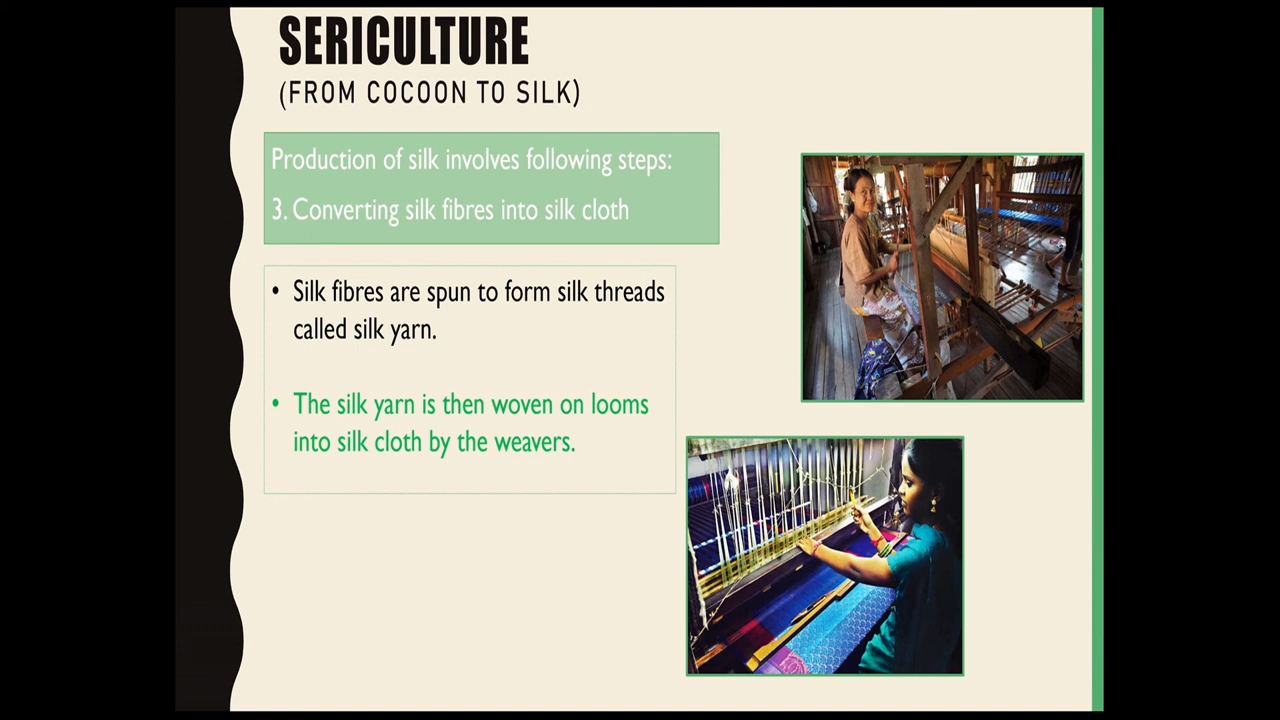 SERICULTURE
(FROM COCOON TO SILK)
Production of silk involves following steps:
3. Converting silk fibres into silk cloth
• Silk fibres are spun to form silk threads
called silk yarn.
• The silk yarn is then woven on looms
into silk cloth by the weavers.